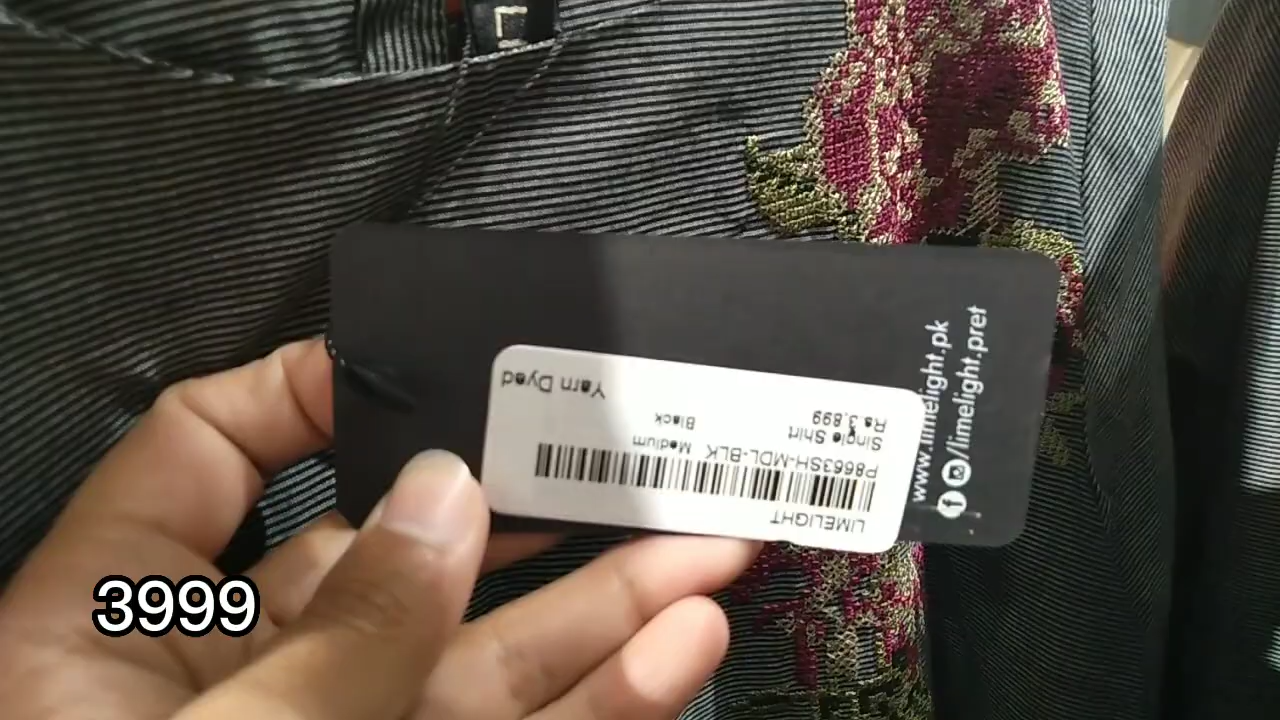 LIMELIGHT
P8663SH-MDL-BLK
Single Shirt Medium
Rs.3,899 Black
Yarn Dyed
www.limelight.pk
/limelight.pret
3999